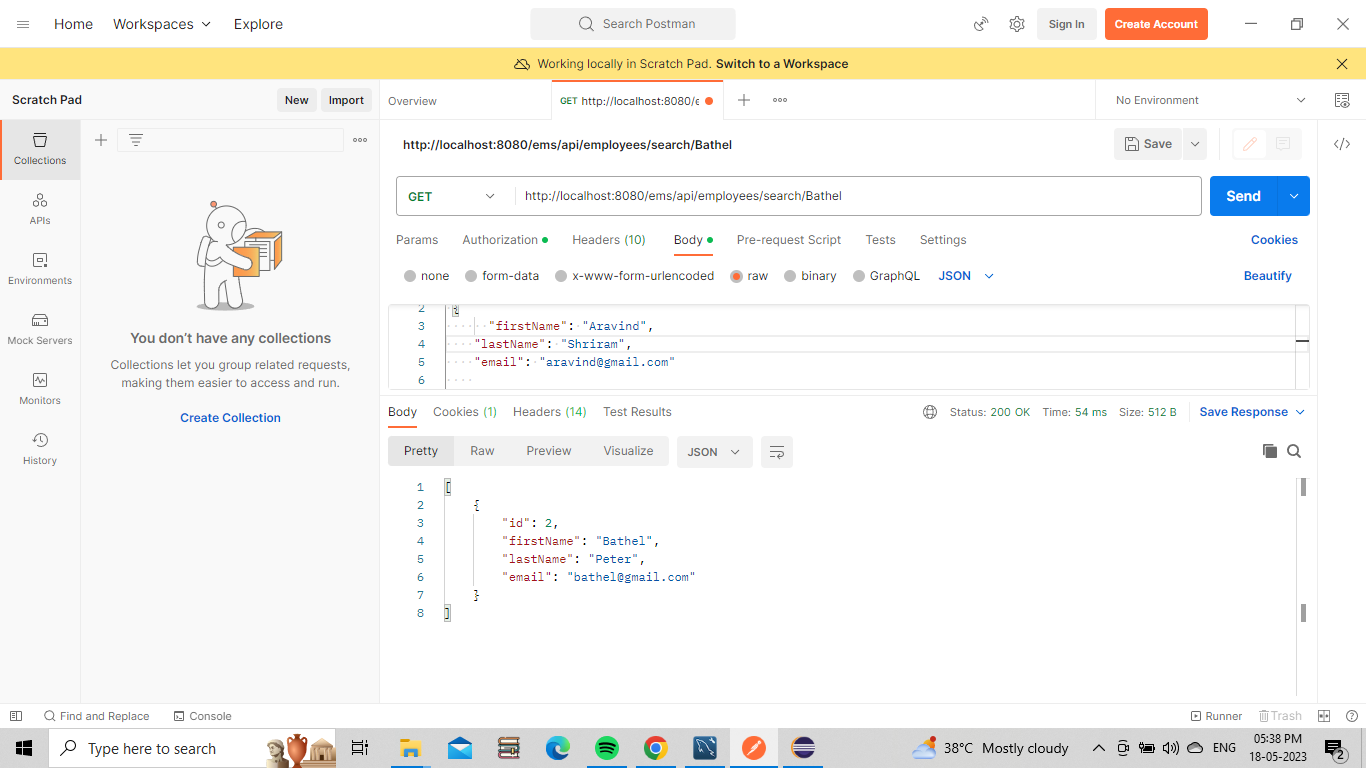 Home Workspaces Explore Search Postman Sign In Create Account
Working locally in Scratch Pad. Switch to a Workspace
Scratch Pad New Import Overview GET http://localhost:8080/e No Environment
Collections
APIs
Environments
Mock Servers
Monitors
History
You don't have any collections
Collections let you group related requests,
making them easier to access and run.
Create Collection
http://localhost:8080/ems/api/employees/search/Bathel Save
GET http://localhost:8080/ems/api/employees/search/Bathel Send
Params Authorization Headers (10) Body Pre-request Script Tests Settings Cookies
none form-data x-www-form-urlencoded raw binary GraphQL JSON Beautify
2 {
3 "firstName": "Aravind",
4 "lastName": "Shriram",
5 "email": "aravind@gmail.com"
6
Body Cookies (1) Headers (14) Test Results Status: 200 OK Time: 54 ms Size: 512 B Save Response
Pretty Raw Preview Visualize JSON
1 [
2 {
3 "id": 2,
4 "firstName": "Bathel",
5 "lastName": "Peter",
6 "email": "bathel@gmail.com"
7 }
8 ]
Find and Replace Console Runner Trash
Type here to search 38°C Mostly cloudy ENG 05:38 PM
18-05-2023 2